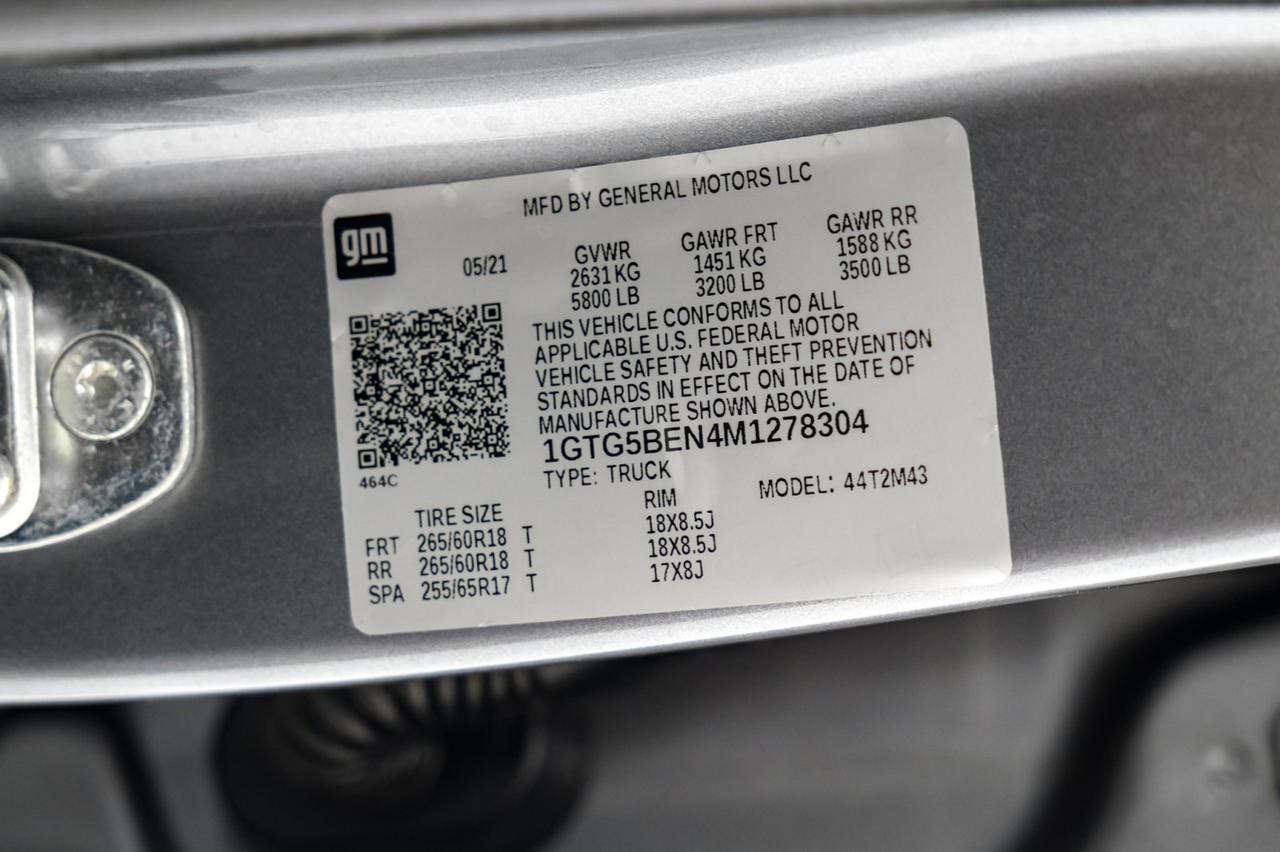 MFD BY GENERAL MOTORS LLC
gm
05/21
GVWR GAWR FRT GAWR RR
2631 KG 1451 KG 1588 KG
5800 LB 3200 LB 3500 LB
THIS VEHICLE CONFORMS TO ALL
APPLICABLE U.S. FEDERAL MOTOR
VEHICLE SAFETY AND THEFT PREVENTION
STANDARDS IN EFFECT ON THE DATE OF
MANUFACTURE SHOWN ABOVE.
1GTG5BEN4M1278304
464C
TYPE: TRUCK MODEL: 44T2M43
TIRE SIZE RIM
FRT 265/60R18 T 18X8.5J
RR 265/60R18 T 18X8.5J
SPA 255/65R17 T 17X8J